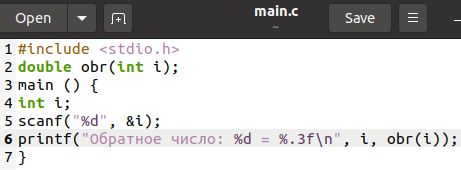 Open main.c Save
~
1 #include <stdio.h>
2 double obr(int i);
3 main () {
4 int i;
5 scanf("%d", &i);
6 printf("Обратное число: %d = %.3f\n", i, obr(i));
7 }